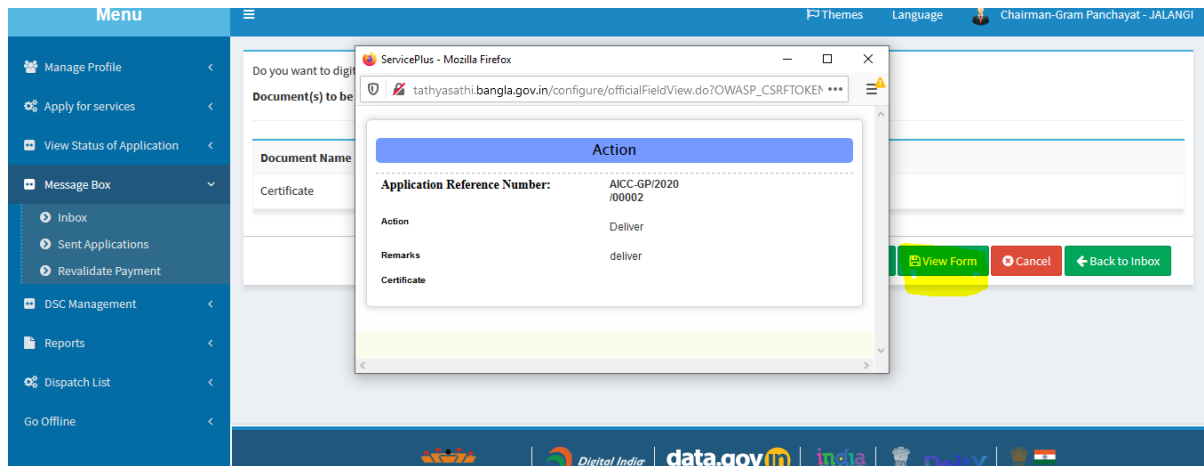 Menu
Themes
Language
Chairman-Gram Panchayat - JALANGI
Manage Profile
Apply for services
View Status of Application
Message Box
Inbox
Sent Applications
Revalidate Payment
DSC Management
Reports
Dispatch List
Go Offline
Do you want to digit
Document(s) to be
Document Name
Certificate
ServicePlus - Mozilla Firefox
tathyasathi.bangla.gov.in/configure/officialFieldView.do?OWASP_CSRFTOKEN
Action
Application Reference Number: AICC-GP/2020
/00002
Action Deliver
Remarks deliver
Certificate
View Form
Cancel
Back to Inbox
Digital India
data.gov in
india
DeitY